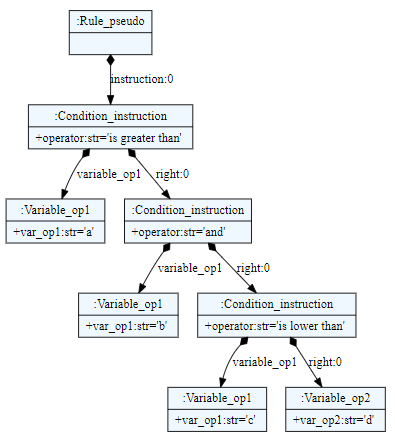 :Rule_pseudo
instruction:0
:Condition_instruction
+operator:str='is greater than'
variable_op1
right:0
:Variable_op1
+var_op1:str='a'
:Condition_instruction
+operator:str='and'
variable_op1
right:0
:Variable_op1
+var_op1:str='b'
:Condition_instruction
+operator:str='is lower than'
variable_op1
right:0
:Variable_op1
+var_op1:str='c'
:Variable_op2
+var_op2:str='d'